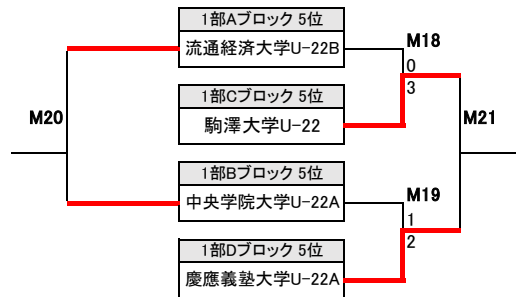 1部Aブロック 5位
流通経済大学U-22B
M18
0
3
1部Cブロック 5位
駒澤大学U-22
M20
M21
1部Bブロック 5位
中央学院大学U-22A
M19
1
2
1部Dブロック 5位
慶應義塾大学U-22A